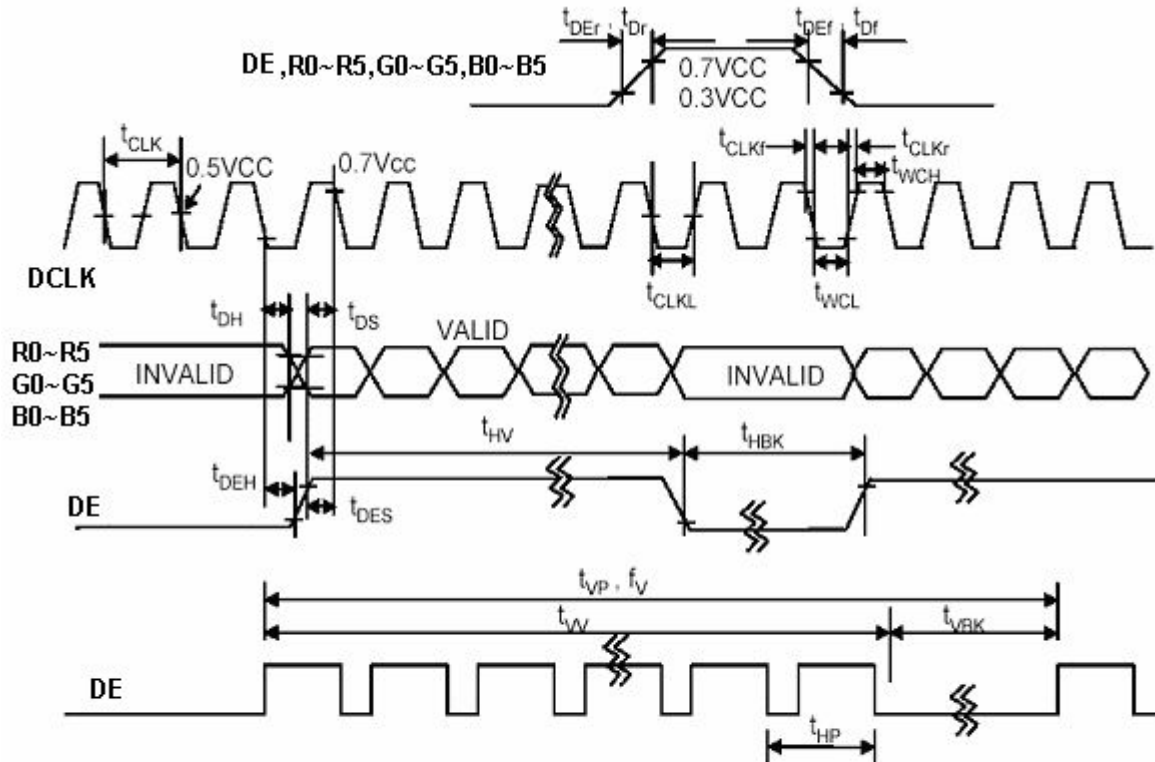 tDEr , tDr
tDEf , tDf
DE ,R0~R5,G0~G5,B0~B5
0.7VCC
0.3VCC
tCLK
0.5VCC
0.7Vcc
tCLKf
tCLKr
tWCH
DCLK
tCLKL
tWCL
tDH
tDS
VALID
R0~R5
G0~G5
B0~B5
INVALID
INVALID
tHV
tHBK
tDEH
DE
tDES
tVP , fV
tVV
tVBK
DE
tHP